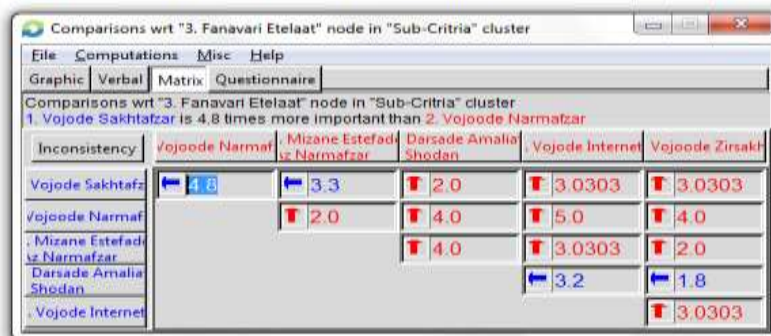 Comparisons wrt "3. Fanavari Etelaat" node in "Sub-Critria" cluster
File Computations Misc Help
Graphic Verbal Matrix Questionnaire
Comparisons wrt "3. Fanavari Etelaat" node in "Sub-Critria" cluster
1. Vojode Sakhtafzar is 4.8 times more important than 2. Vojoode Narmafzar
Inconsistency Vojoode Narmaf . Mizane Estefade Darsade Amalia . Vojode Internet Vojoode Zirsakh
az Narmafzar Shodan
Vojode Sakhtafz 4.8 3.3 2.0 3.0303 3.0303
Vojoode Narmaf 2.0 4.0 5.0 4.0
. Mizane Estefade 4.0 3.0303 2.0
az Narmafzar
Darsade Amalia 3.2 1.8
Shodan
. Vojode Internet 3.0303